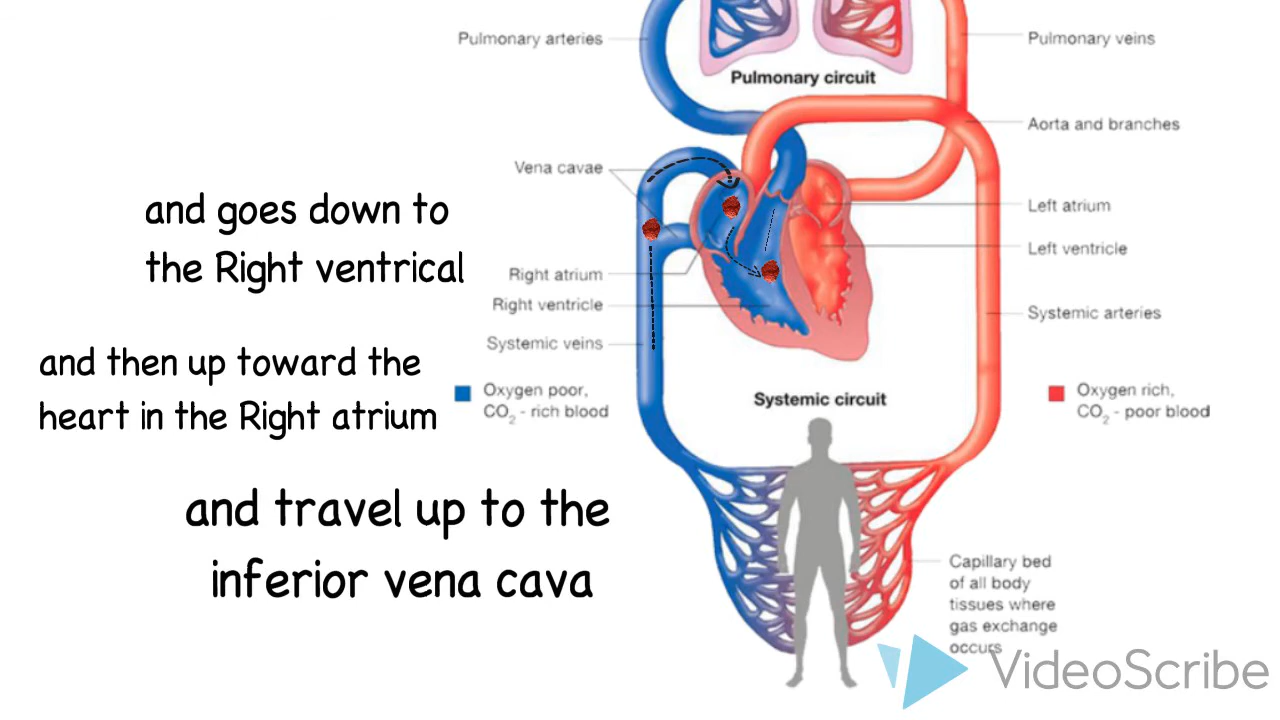 Pulmonary arteries
Pulmonary veins
Pulmonary circuit
Aorta and branches
Vena cavae
and goes down to
the Right ventrical
Left atrium
Left ventricle
Right atrium
Right ventricle
Systemic arteries
Systemic veins
and then up toward the
heart in the Right atrium
Oxygen poor,
CO₂ - rich blood
Systemic circuit
Oxygen rich,
CO₂ - poor blood
and travel up to the
inferior vena cava
Capillary bed
of all body
tissues where
gas exchange
occurs
VideoScribe